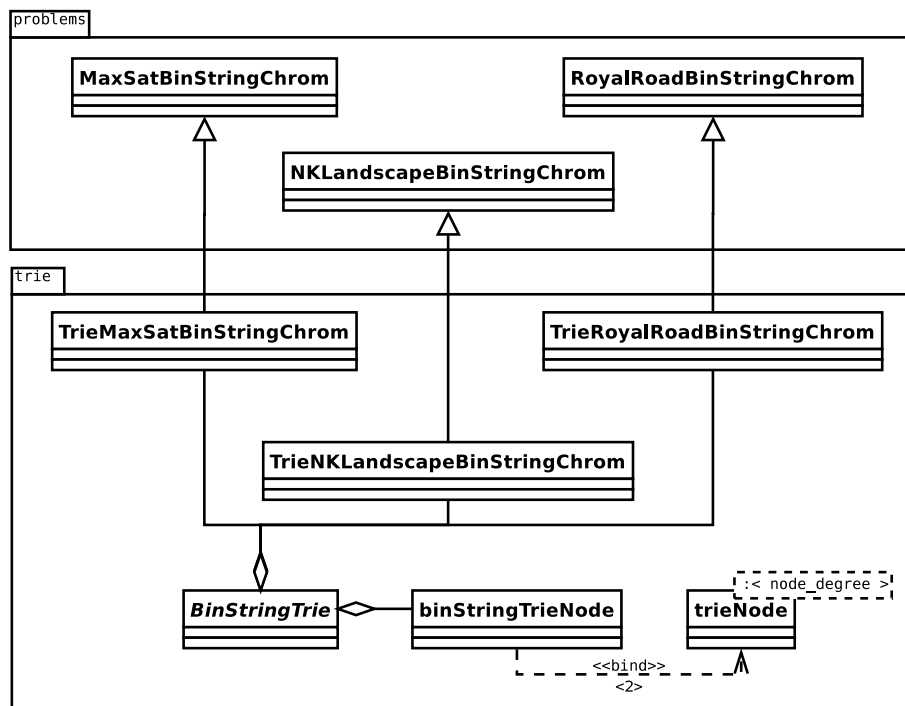 problems
MaxSatBinStringChrom
RoyalRoadBinStringChrom
NKLandscapeBinStringChrom
trie
TrieMaxSatBinStringChrom
TrieRoyalRoadBinStringChrom
TrieNKLandscapeBinStringChrom
:< node_degree >
BinStringTrie
binStringTrieNode
trieNode
<<bind>>
<2>